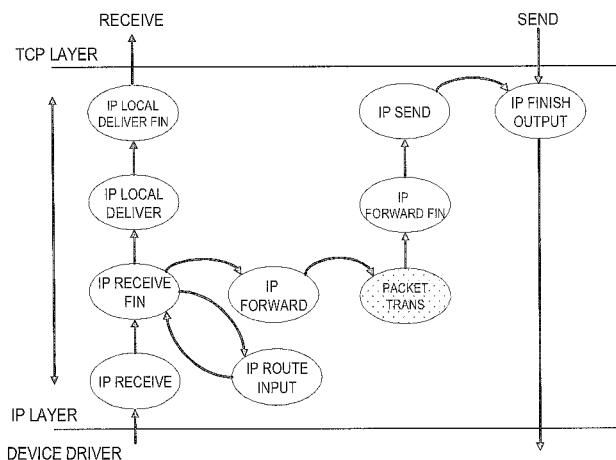 RECEIVE
SEND
TCP LAYER
IP LOCAL
DELIVER FIN
IP SEND
IP FINISH
OUTPUT
IP LOCAL
DELIVER
IP
FORWARD FIN
IP RECEIVE
FIN
IP
FORWARD
PACKET
TRANS
IP RECEIVE
IP ROUTE
INPUT
IP LAYER
DEVICE DRIVER